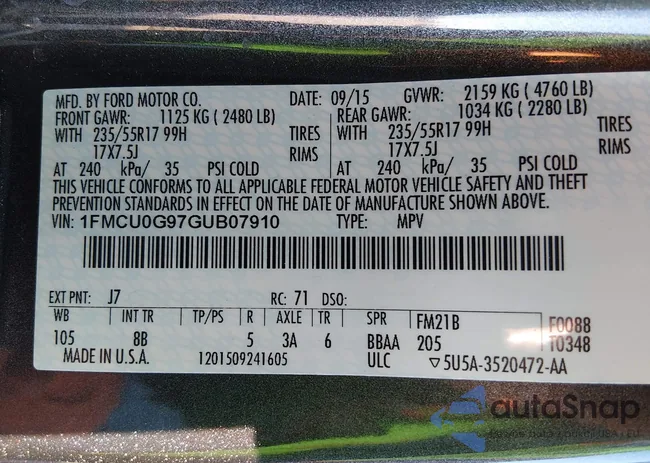 MFD. BY FORD MOTOR CO. DATE: 09/15 GVWR: 2159 KG ( 4760 LB)
FRONT GAWR: 1125 KG ( 2480 LB) REAR GAWR: 1034 KG ( 2280 LB)
WITH 235/55R17 99H TIRES WITH 235/55R17 99H TIRES
17X7.5J RIMS 17X7.5J RIMS
AT 240 kPa/ 35 PSI COLD AT 240 kPa/ 35 PSI COLD
THIS VEHICLE CONFORMS TO ALL APPLICABLE FEDERAL MOTOR VEHICLE SAFETY AND THEFT
PREVENTION STANDARDS IN EFFECT ON THE DATE OF MANUFACTURE SHOWN ABOVE.
VIN: 1FMCU0G97GUB07910 TYPE: MPV
EXT PNT: J7 RC: 71 DSO:
WB INT TR TP/PS R AXLE TR SPR FM21B F0088
105 8B 5 3A 6 BBAA 205 T0348
MADE IN U.S.A. 1201509241605 ULC ▽5U5A-3520472-AA
autoSnap